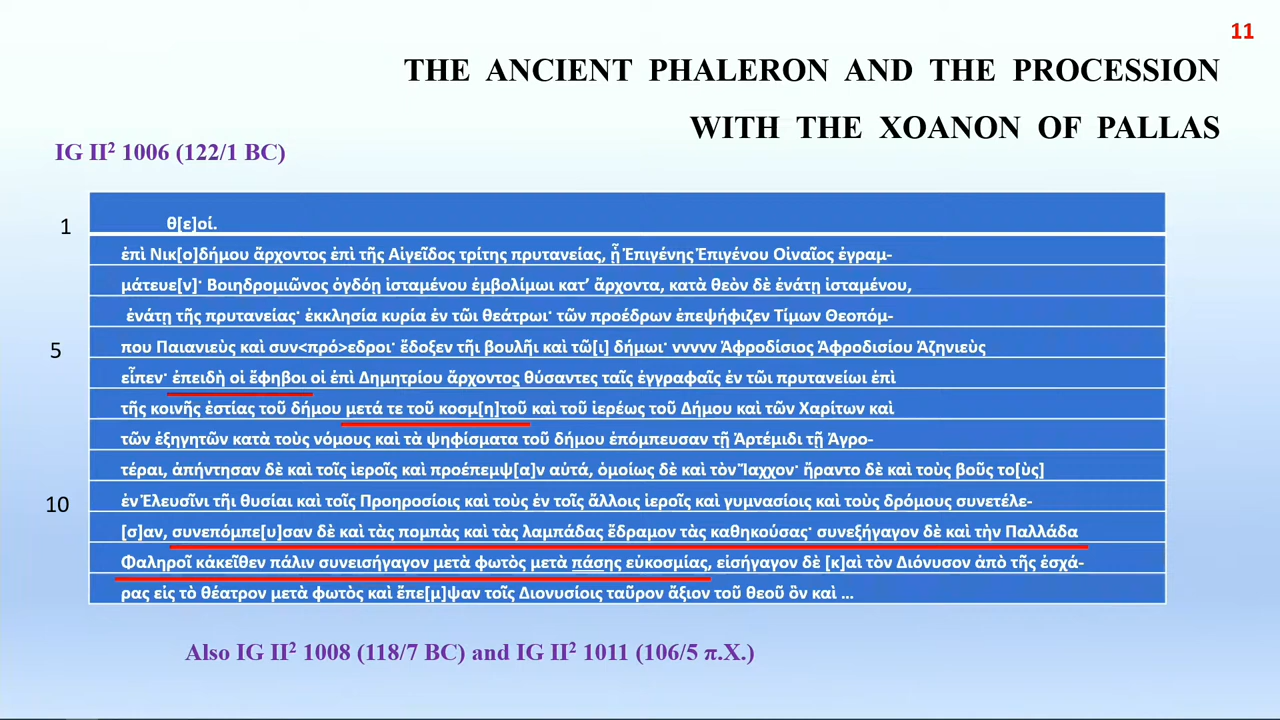 11
THE ANCIENT PHALERON AND THE PROCESSION
WITH THE XOANON OF PALLAS
IG II² 1006 (122/1 BC)
1 θ[ε]οί.
ἐπὶ Νικ[ο]δήμου ἄρχοντος ἐπὶ τῆς Αἰγεῖδος τρίτης πρυτανείας, ᾗ Ἐπιγένης Ἐπιγένου Οἰναῖος ἐγραμ-
μάτευε[ν]· Βοιηδρομιῶνος ὀγδόῃ ἱσταμένου ἐμβολίμωι κατ’ ἄρχοντα, κατὰ θεὸν δὲ ἐνάτῃ ἱσταμένου,
ἐνάτῃ τῆς πρυτανείας· ἐκκλησία κυρία ἐν τῶι θεάτρωι· τῶν προέδρων ἐπεψήφιζεν Τίμων Θεοπόμ-
5 που Παιανιεὺς καὶ συν<πρό>εδροι· ἔδοξεν τῆι βουλῆι καὶ τῶ[ι] δήμωι· vvvvv Ἀφροδίσιος Ἀφροδισίου Ἀζηνιεὺς
εἶπεν· ἐπειδὴ οἱ ἔφηβοι οἱ ἐπὶ Δημητρίου ἄρχοντος θύσαντες ταῖς ἐγγραφαῖς ἐν τῶι πρυτανείωι ἐπὶ
τῆς κοινῆς ἑστίας τοῦ δήμου μετά τε τοῦ κοσμ[η]τοῦ καὶ τοῦ ἱερέως τοῦ Δήμου καὶ τῶν Χαρίτων καὶ
τῶν ἐξηγητῶν κατὰ τοὺς νόμους καὶ τὰ ψηφίσματα τοῦ δήμου ἐπόμπευσαν τῇ Ἀρτέμιδι τῇ Ἀγρο-
τέραι, ἀπήντησαν δὲ καὶ τοῖς ἱεροῖς καὶ προέπεμψ[α]ν αὐτά, ὁμοίως δὲ καὶ τὸν Ἴαχχον· ἤραντο δὲ καὶ τοὺς βοῦς το[ὺς]
10 ἐν Ἐλευσῖνι τῆι θυσίαι καὶ τοῖς Προηροσίοις καὶ τοὺς ἐν τοῖς ἄλλοις ἱεροῖς καὶ γυμνασίοις καὶ τοὺς δρόμους συνετέλε-
[σ]αν, συνεπόμπε[υ]σαν δὲ καὶ τὰς πομπὰς καὶ τὰς λαμπάδας ἔδραμον τὰς καθηκούσας· συνεξήγαγον δὲ καὶ τὴν Παλλάδα
Φαληροῖ κἀκεῖθεν πάλιν συνεισήγαγον μετὰ φωτὸς μετὰ πάσης εὐκοσμίας, εἰσήγαγον δὲ [κ]αὶ τὸν Διόνυσον ἀπὸ τῆς ἐσχά-
ρας εἰς τὸ θέατρον μετὰ φωτὸς καὶ ἔπε[μ]ψαν τοῖς Διονυσίοις ταῦρον ἄξιον τοῦ θεοῦ ὃν καὶ ...
Also IG II² 1008 (118/7 BC) and IG II² 1011 (106/5 π.Χ.)